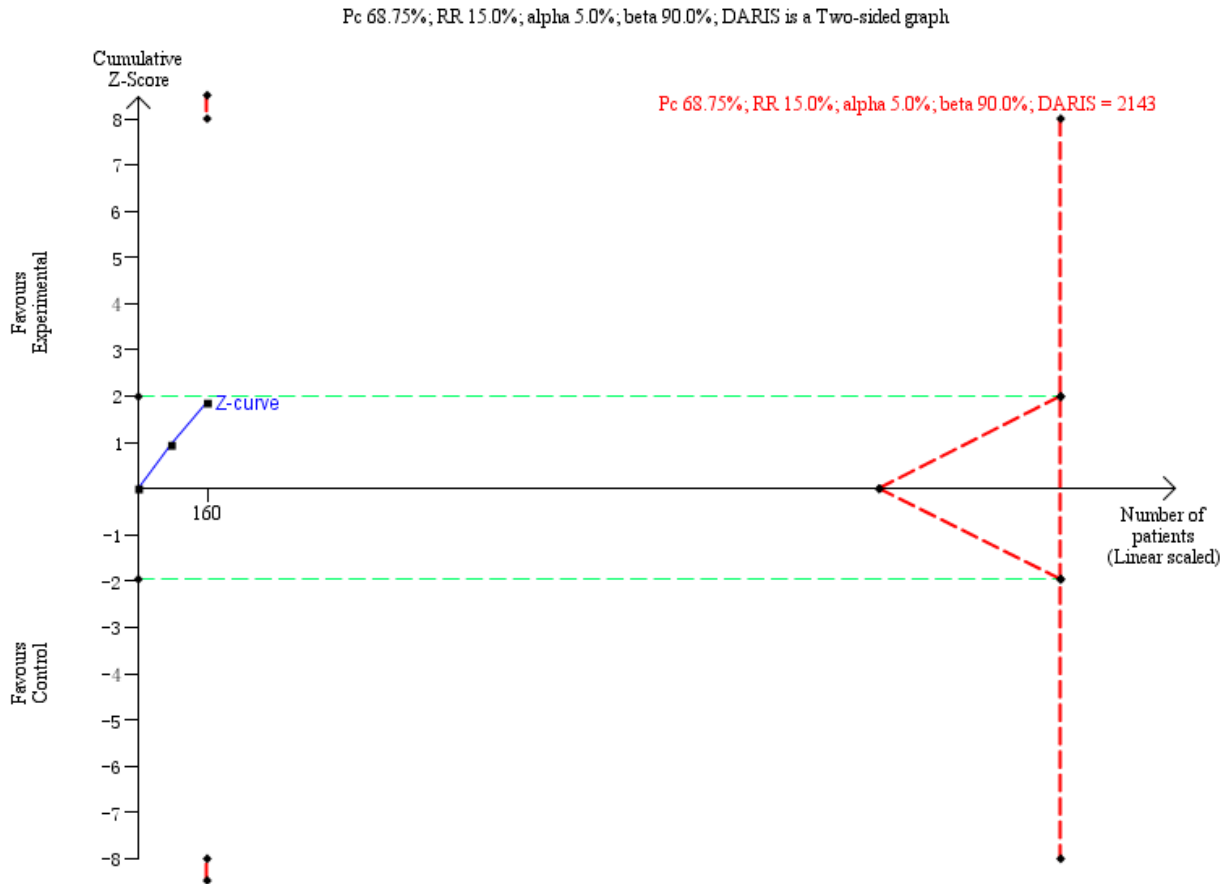 Pc 68.75%; RR 15.0%; alpha 5.0%; beta 90.0%; DARIS is a Two-sided graph
Cumulative
Z-Score
Pc 68.75%; RR 15.0%; alpha 5.0%; beta 90.0%; DARIS = 2143
8
7
6
5
4
3
2
1
-1
-2
-3
-4
-5
-6
-7
-8
Favours
Experimental
Favours
Control
Z-curve
160
Number of
patients
(Linear scaled)